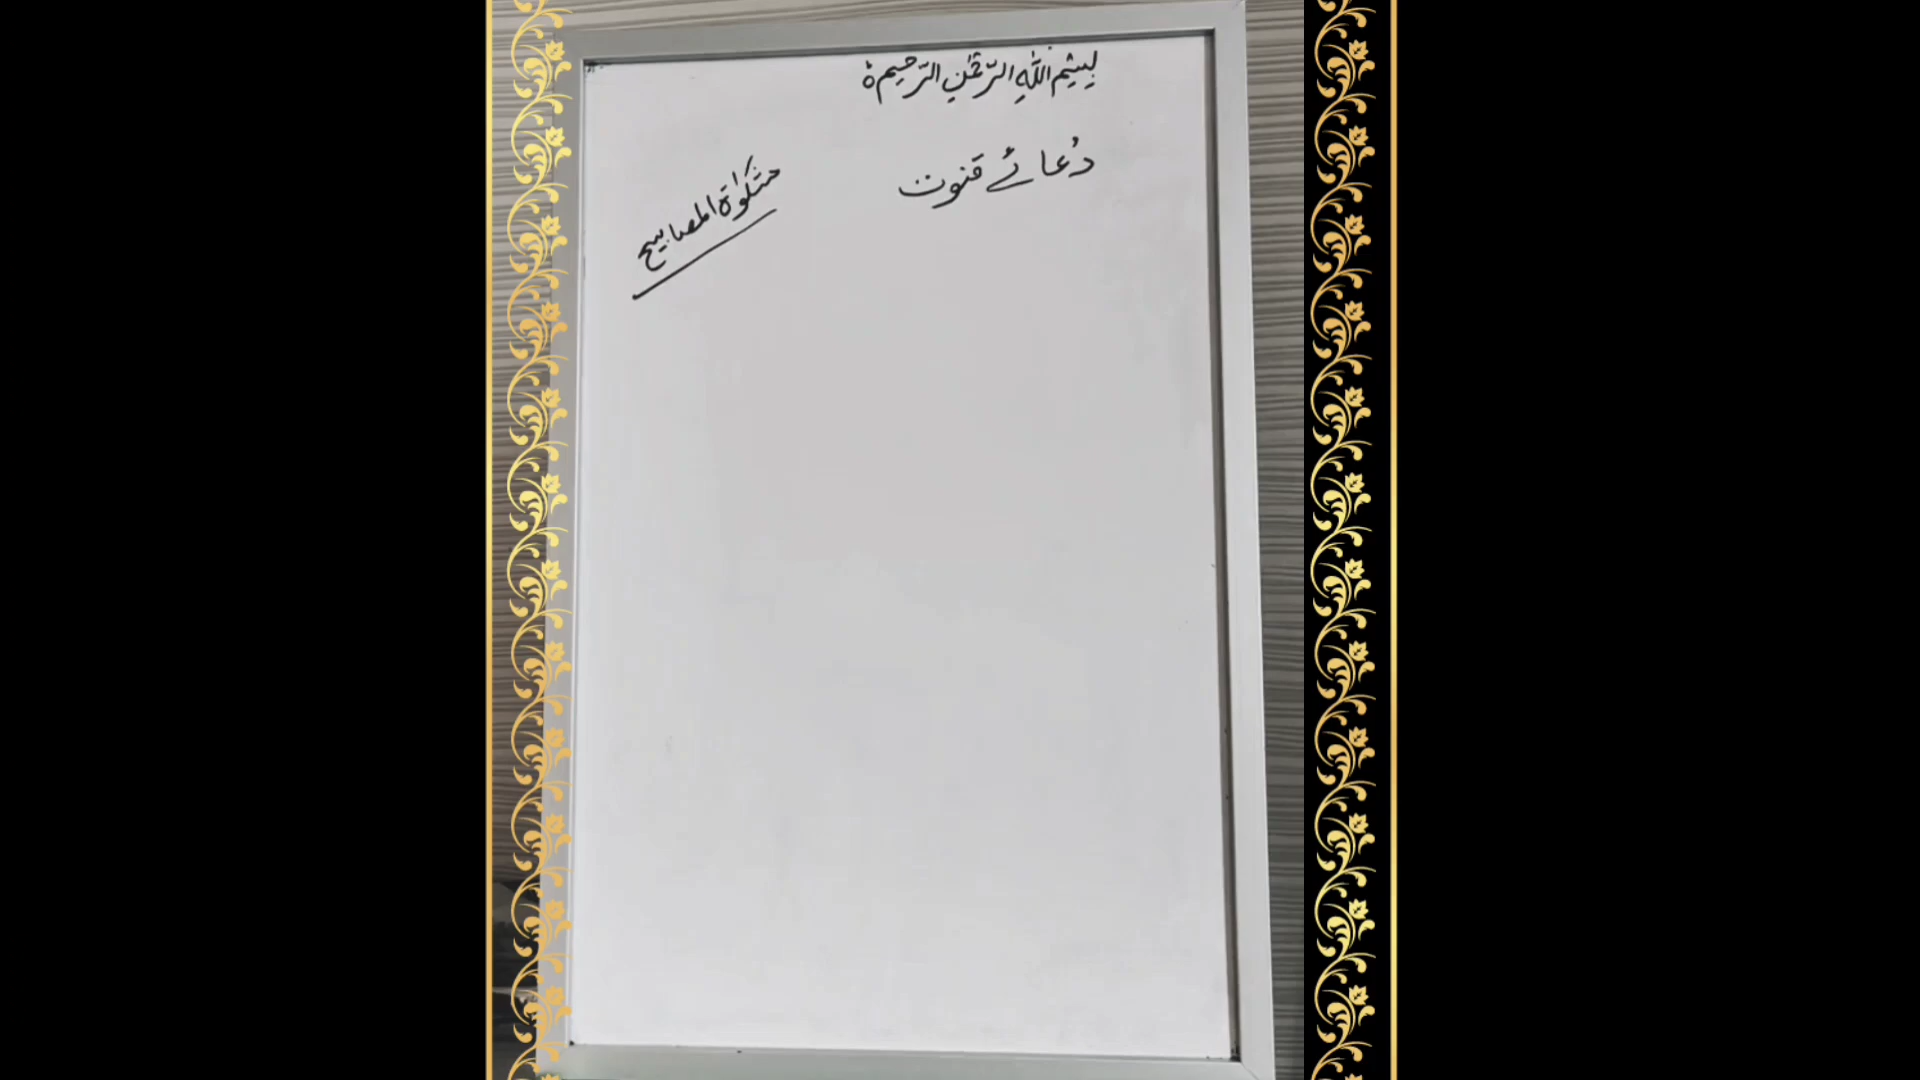 بِسْمِ اللّٰهِ الرَّحْمٰنِ الرَّحِيْمِ ہ
دُعائے قنوت
مشکوٰۃ المصابیح